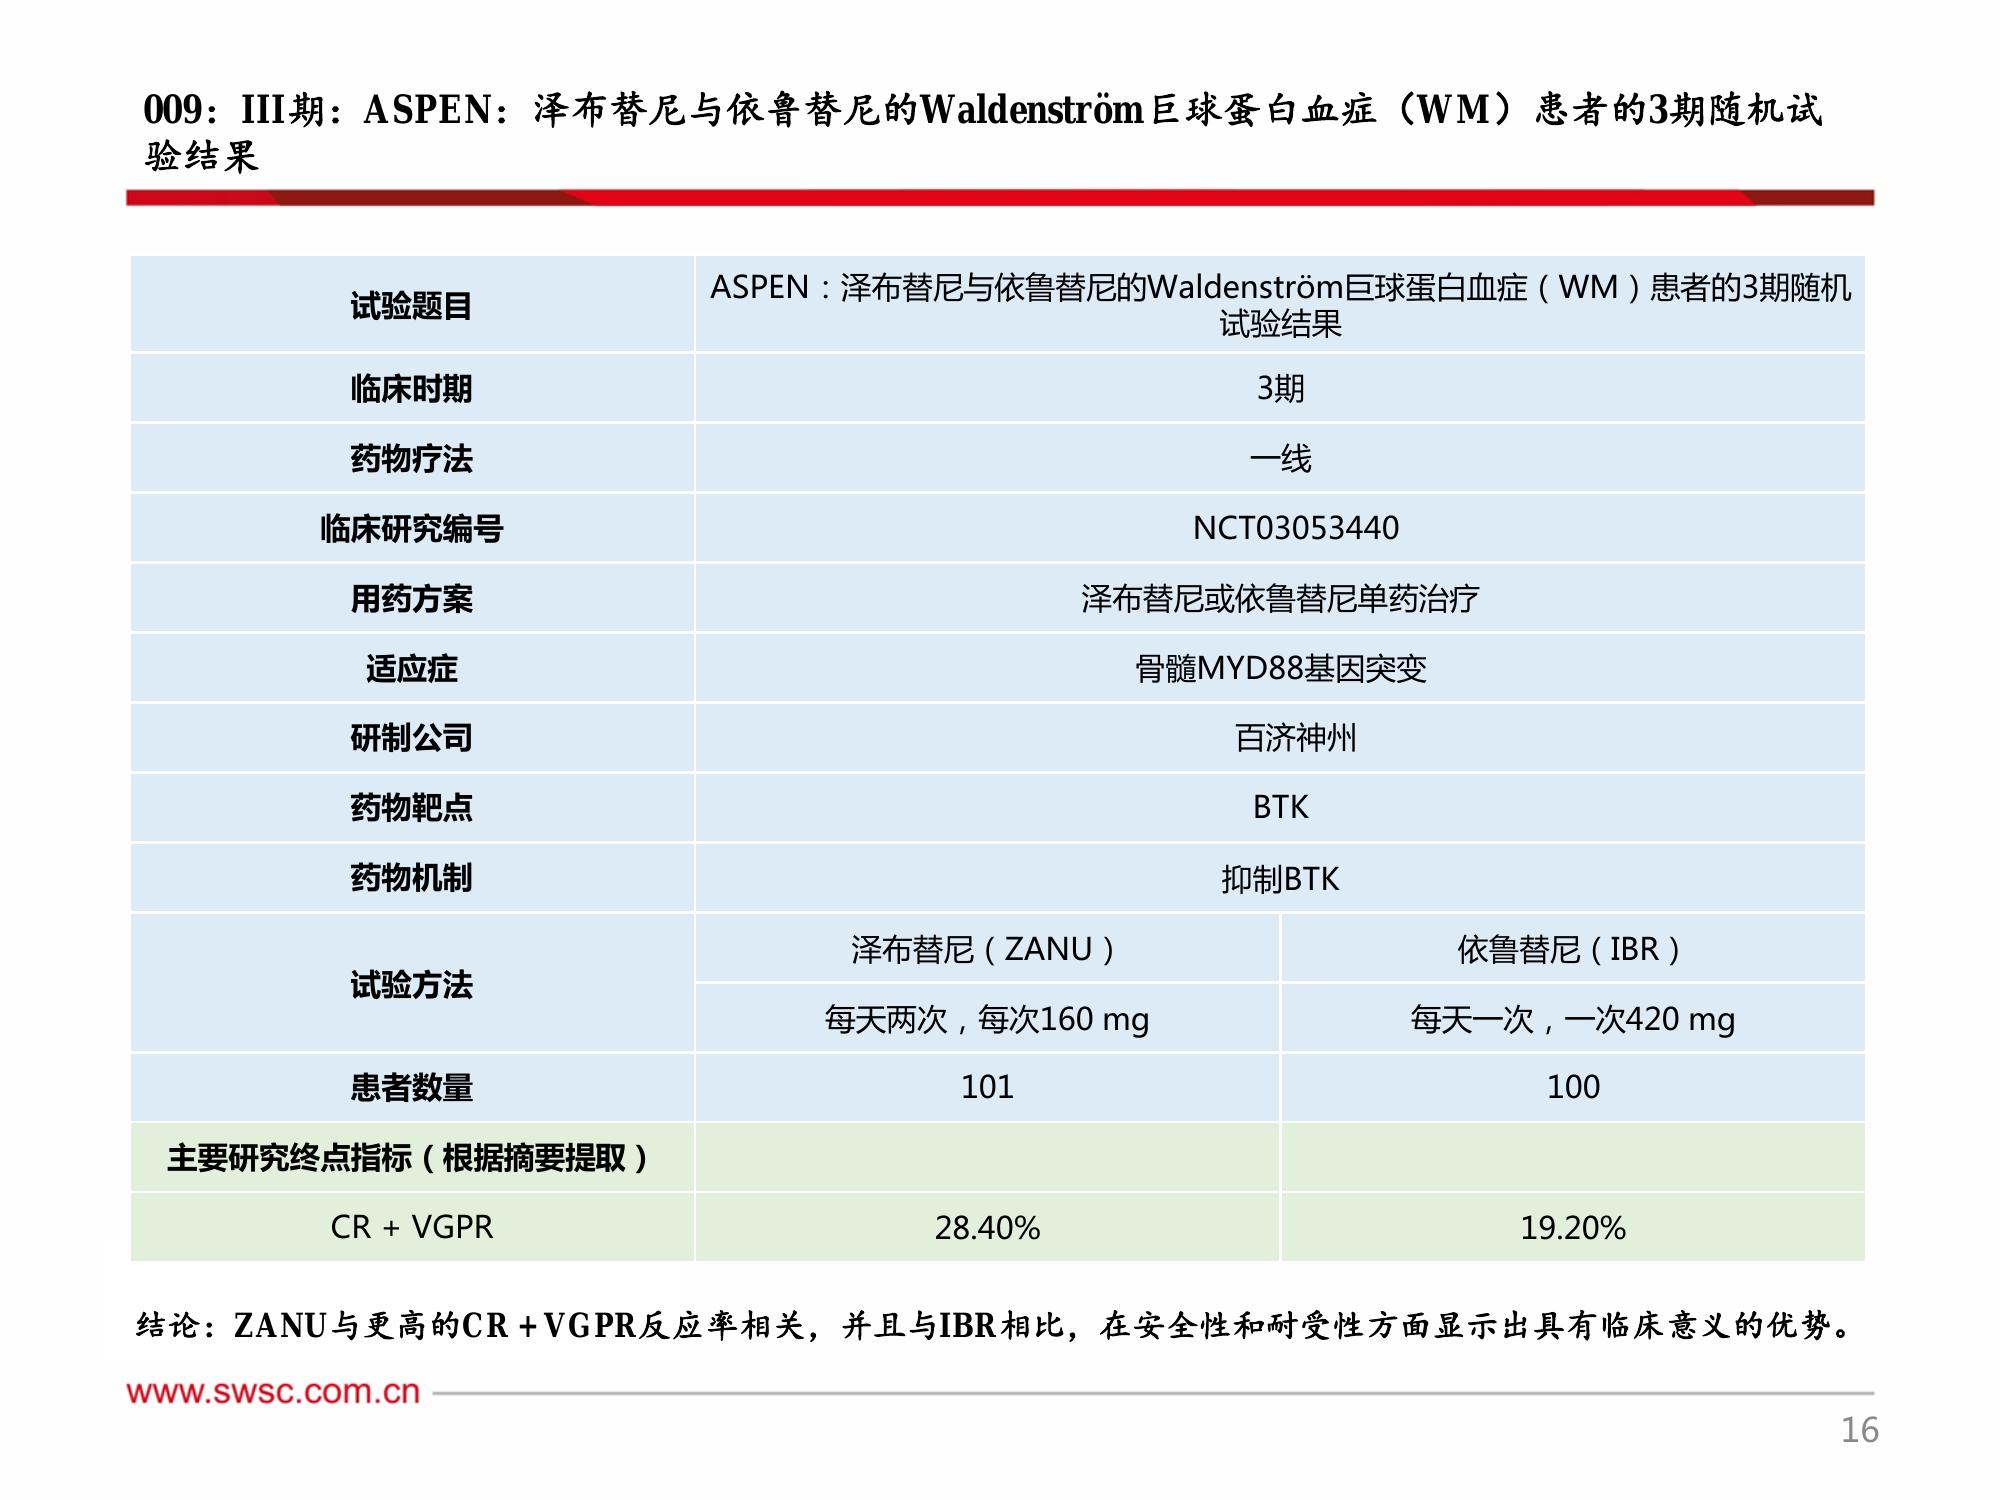 009：III期：ASPEN：泽布替尼与依鲁替尼的Waldenström巨球蛋白血症（WM）患者的3期随机试
验结果
试验题目
ASPEN：泽布替尼与依鲁替尼的Waldenström巨球蛋白血症（WM）患者的3期随机
试验结果
临床时期
3期
药物疗法
一线
临床研究编号
NCT03053440
用药方案
泽布替尼或依鲁替尼单药治疗
适应症
骨髓MYD88基因突变
研制公司
百济神州
药物靶点
BTK
药物机制
抑制BTK
试验方法
泽布替尼（ZANU）
依鲁替尼（IBR）
每天两次，每次160 mg
每天一次，一次420 mg
患者数量
101
100
主要研究终点指标（根据摘要提取）
CR + VGPR
28.40%
19.20%
结论：ZANU与更高的CR + VGPR反应率相关，并且与IBR相比，在安全性和耐受性方面显示出具有临床意义的优势。
www.swsc.com.cn
16